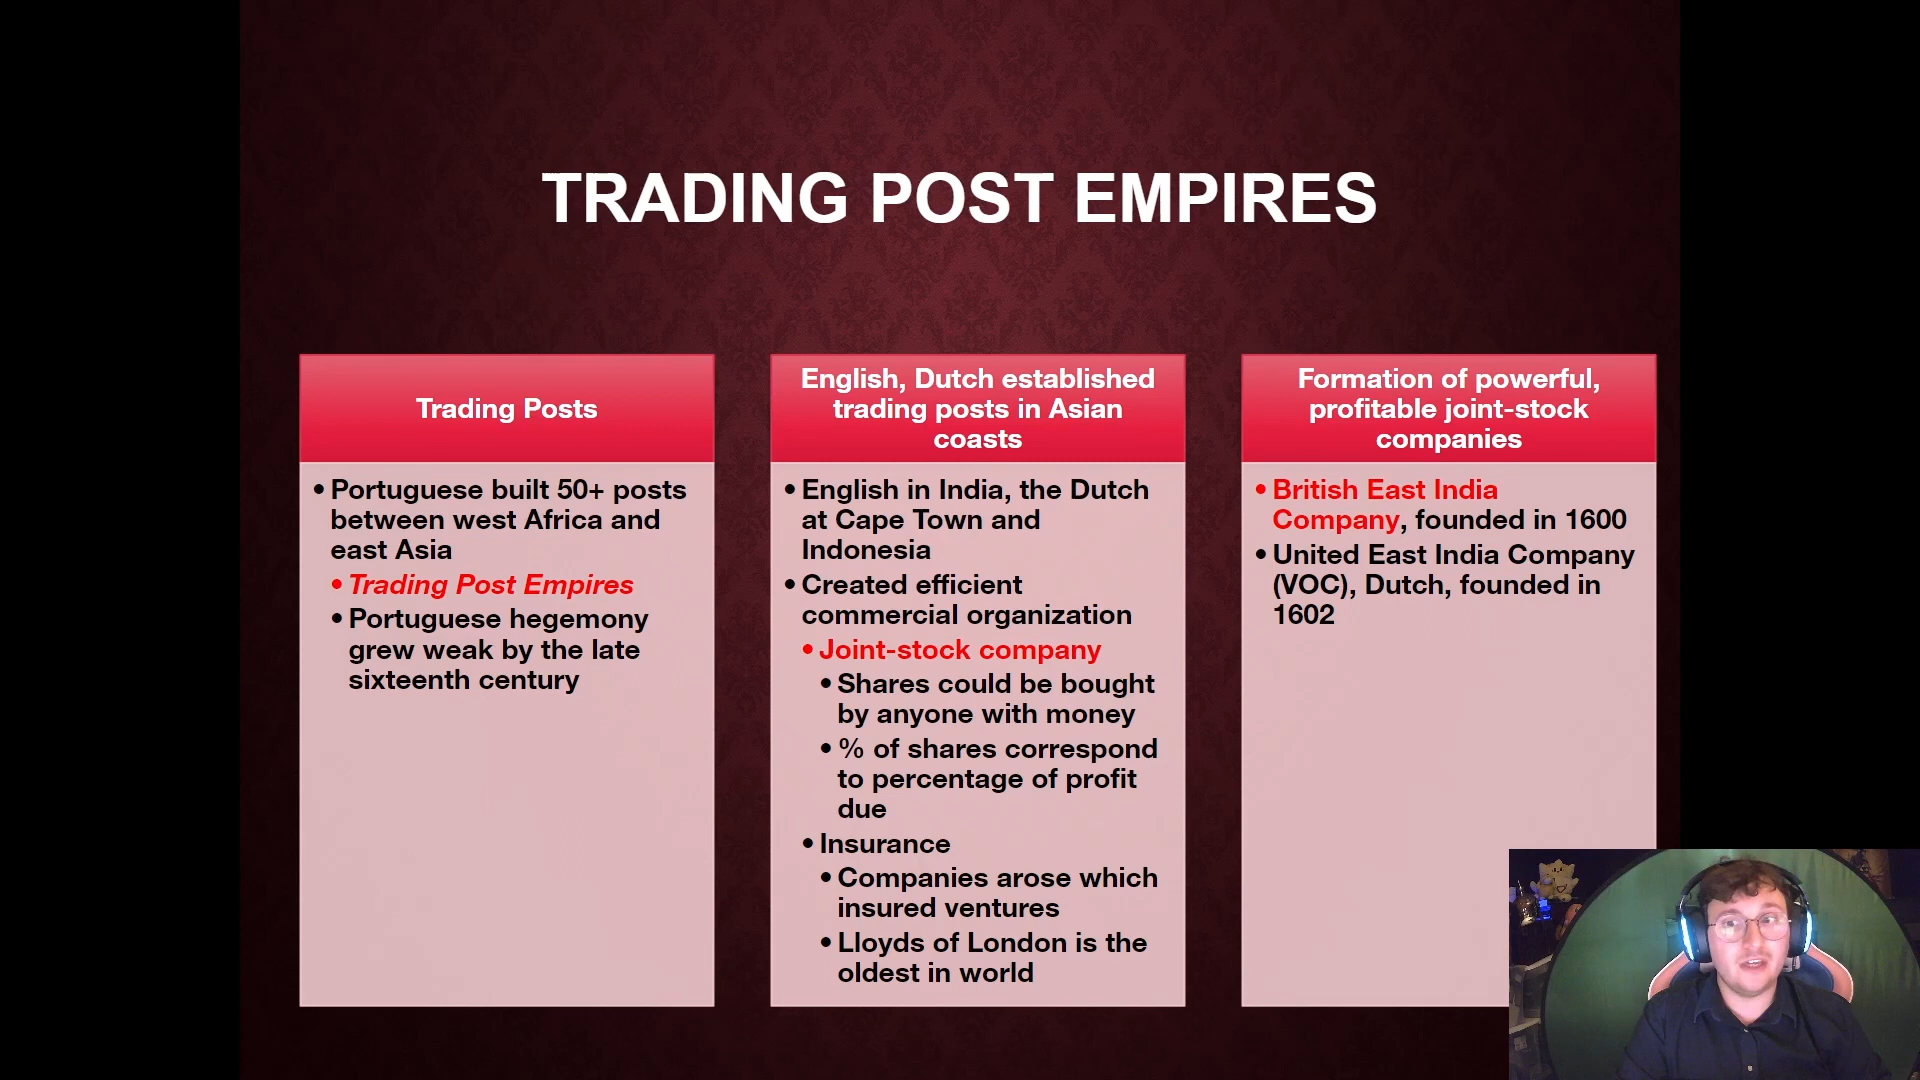 TRADING POST EMPIRES
Trading Posts
• Portuguese built 50+ posts
between west Africa and
east Asia
• Trading Post Empires
• Portuguese hegemony
grew weak by the late
sixteenth century
English, Dutch established
trading posts in Asian
coasts
• English in India, the Dutch
at Cape Town and
Indonesia
• Created efficient
commercial organization
• Joint-stock company
• Shares could be bought
by anyone with money
• % of shares correspond
to percentage of profit
due
• Insurance
• Companies arose which
insured ventures
• Lloyds of London is the
oldest in world
Formation of powerful,
profitable joint-stock
companies
• British East India
Company, founded in 1600
• United East India Company
(VOC), Dutch, founded in
1602